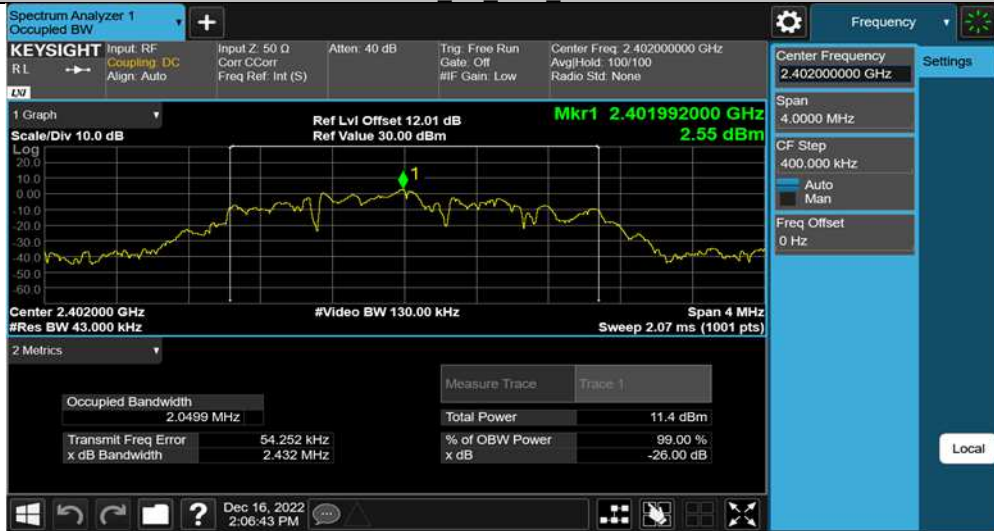 Spectrum Analyzer 1
Occupied BW
+
Frequency
KEYSIGHT
RL
LXI
Input: RF
Coupling: DC
Align: Auto
Input Z: 50 Ω
Corr CCorr
Freq Ref: Int (S)
Atten: 40 dB
Trig: Free Run
Gate: Off
#IF Gain: Low
Center Freq: 2.402000000 GHz
Avg|Hold: 100/100
Radio Std: None
Center Frequency
2.402000000 GHz
Settings
Span
4.0000 MHz
CF Step
400.000 kHz
Auto
Man
Freq Offset
0 Hz
Local
1 Graph
Scale/Div 10.0 dB
Ref Lvl Offset 12.01 dB
Ref Value 30.00 dBm
Mkr1 2.401992000 GHz
2.55 dBm
Log
20.0
10.0
0.00
-10.0
-20.0
-30.0
-40.0
-50.0
-60.0
1
Center 2.402000 GHz
#Res BW 43.000 kHz
#Video BW 130.00 kHz
Span 4 MHz
Sweep 2.07 ms (1001 pts)
2 Metrics
Measure Trace
Trace 1
Occupied Bandwidth
2.0499 MHz
Total Power
11.4 dBm
Transmit Freq Error
54.252 kHz
% of OBW Power
99.00 %
x dB Bandwidth
2.432 MHz
x dB
-26.00 dB
?
Dec 16, 2022
2:06:43 PM